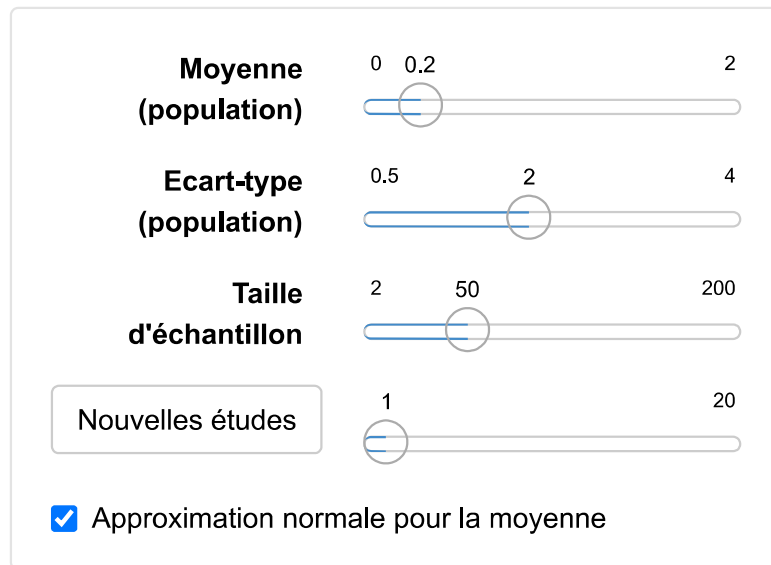 Moyenne
(population)
0 0.2 2
Ecart-type
(population)
0.5 2 4
Taille
d'échantillon
2 50 200
Nouvelles études
1 20
Approximation normale pour la moyenne